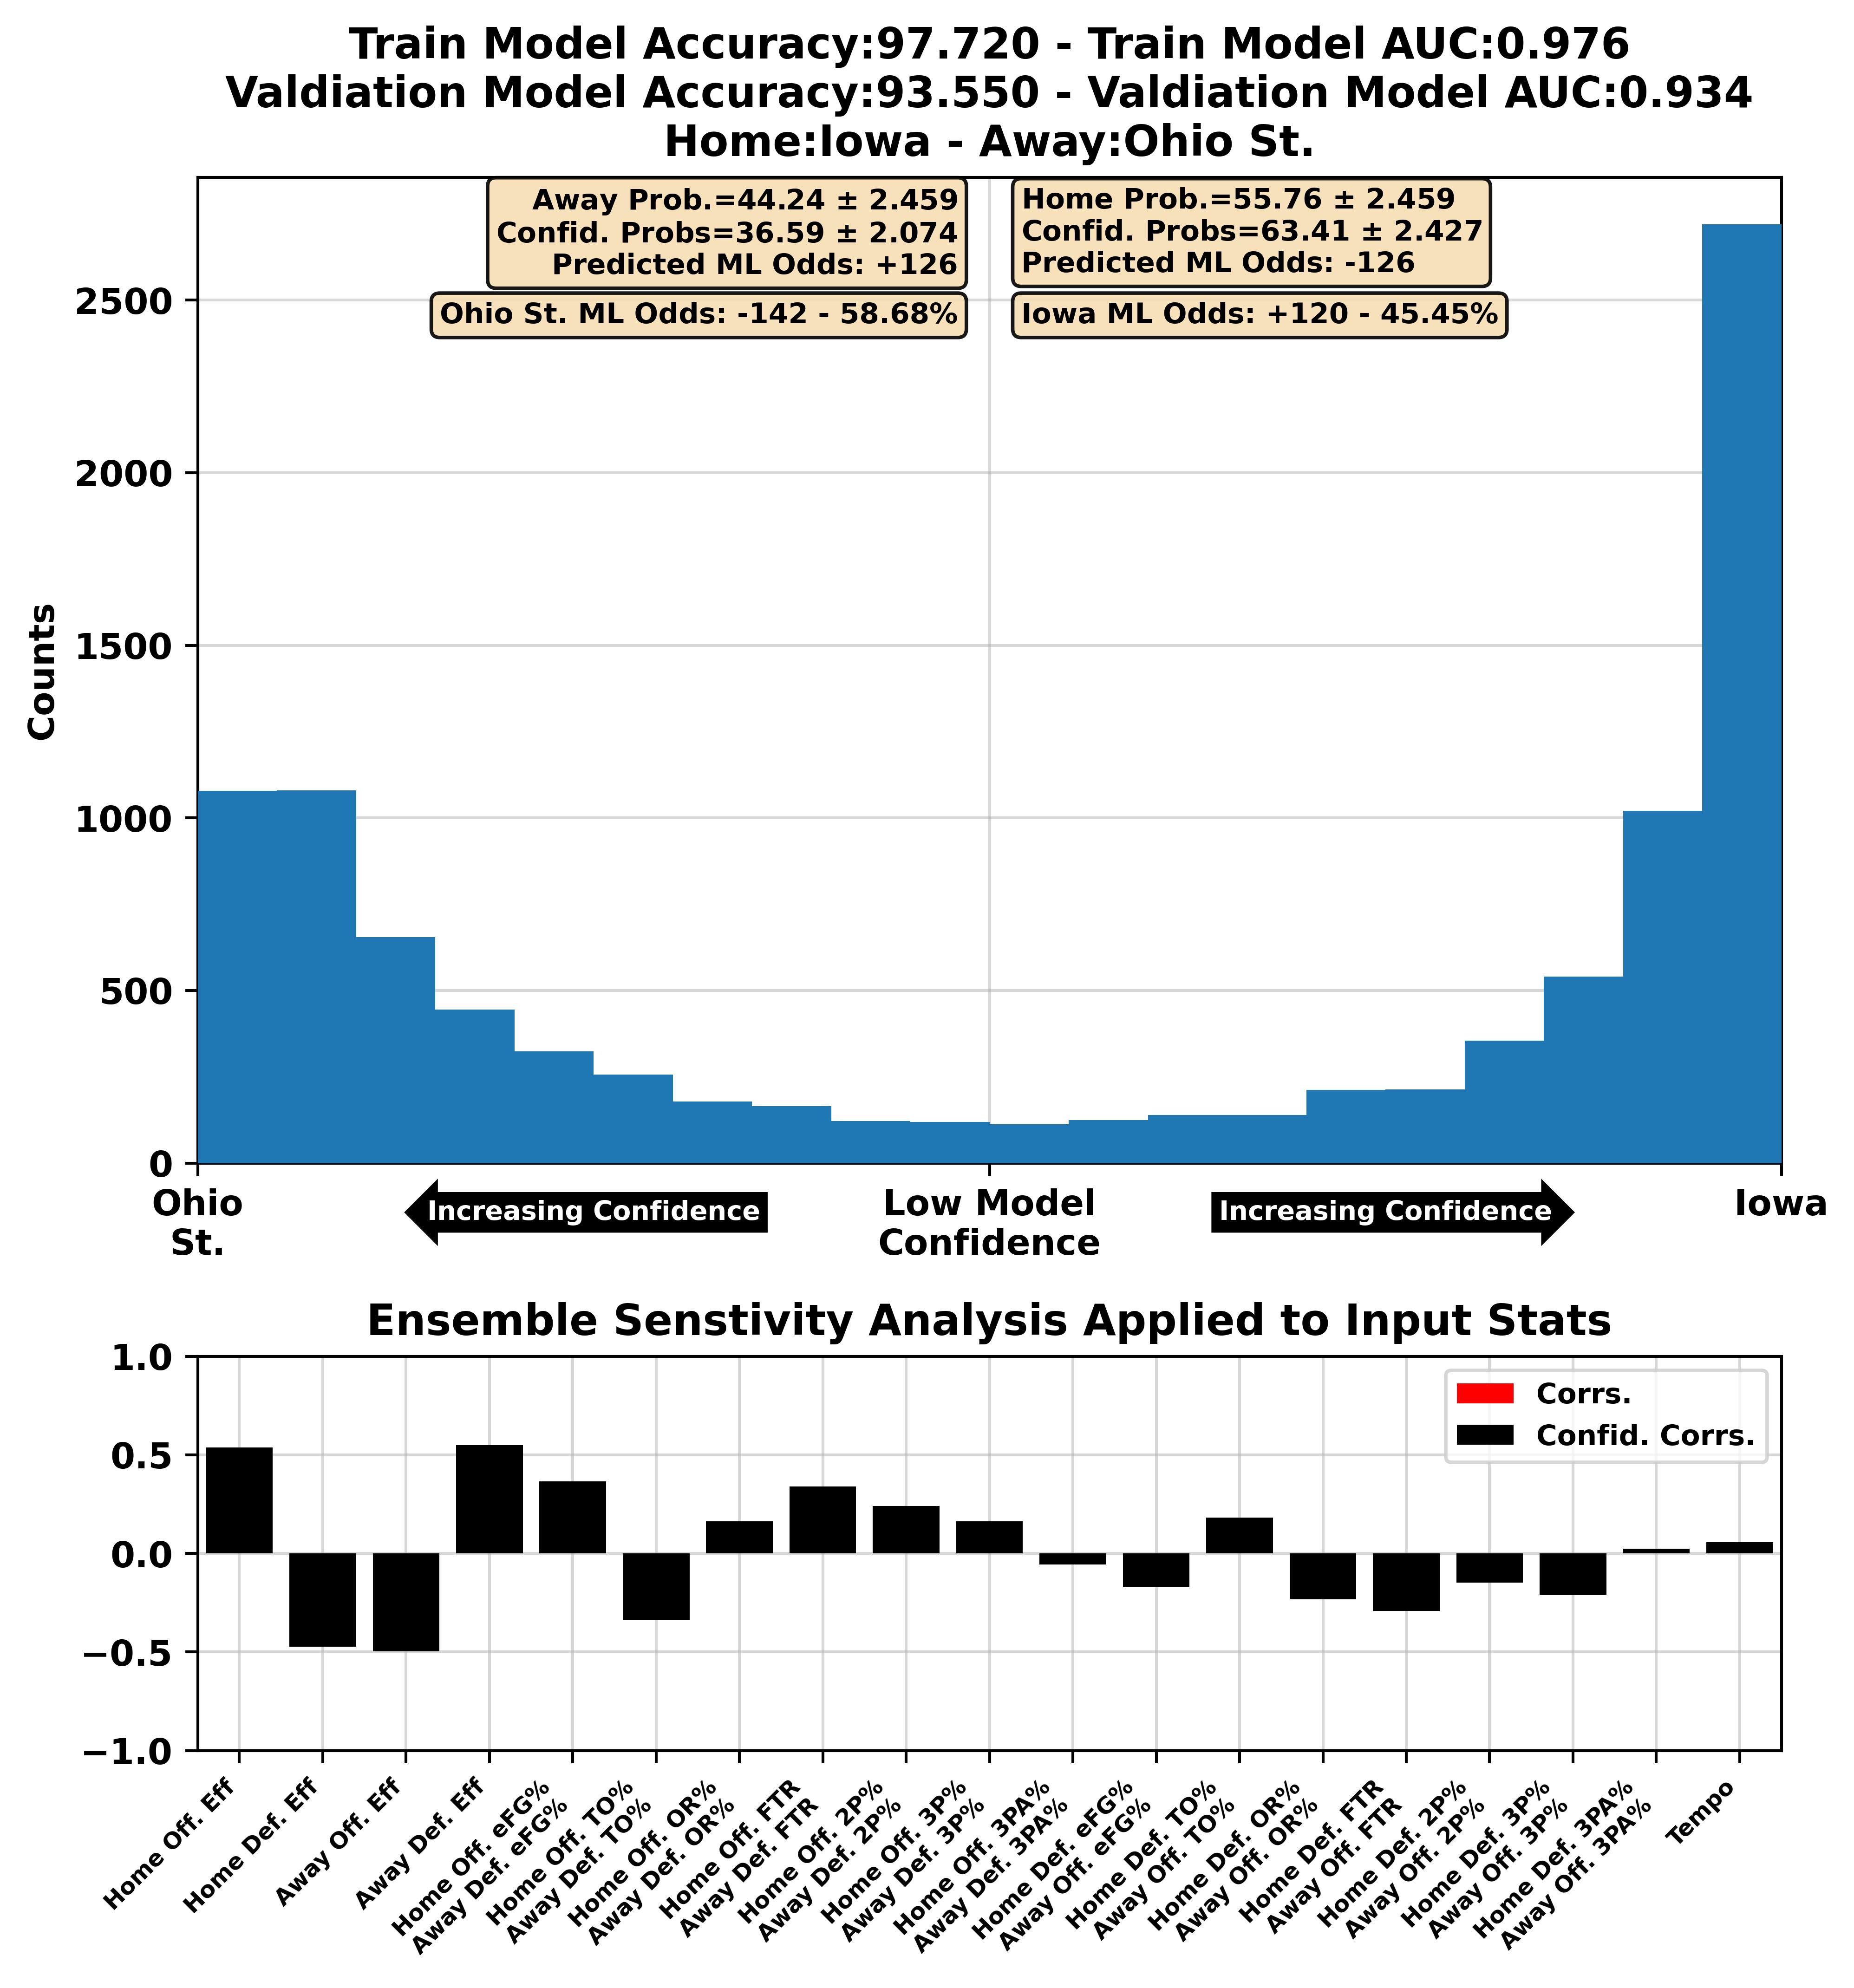 Train Model Accuracy:97.720 - Train Model AUC:0.976
Valdiation Model Accuracy:93.550 - Valdiation Model AUC:0.934
Home:Iowa - Away:Ohio St.
Away Prob.=44.24 ± 2.459
Confid. Probs=36.59 ± 2.074
Predicted ML Odds: +126
Ohio St. ML Odds: -142 - 58.68%
Home Prob.=55.76 ± 2.459
Confid. Probs=63.41 ± 2.427
Predicted ML Odds: -126
Iowa ML Odds: +120 - 45.45%
Counts
2500
2000
1500
1000
500
0
Ohio
St.
Increasing Confidence
Low Model
Confidence
Increasing Confidence
Iowa
Ensemble Senstivity Analysis Applied to Input Stats
Corrs.
Confid. Corrs.
1.0
0.5
0.0
−0.5
−1.0
Home Off. Eff
Home Def. Eff
Away Off. Eff
Away Def. Eff
Home Off. eFG%
Away Def. eFG%
Home Off. TO%
Away Def. TO%
Home Off. OR%
Away Def. OR%
Home Off. FTR
Away Def. FTR
Home Off. 2P%
Away Def. 2P%
Home Off. 3P%
Away Def. 3P%
Home Off. 3PA%
Away Def. 3PA%
Home Def. eFG%
Away Off. eFG%
Home Def. TO%
Away Off. TO%
Home Def. OR%
Away Off. OR%
Home Def. FTR
Away Off. FTR
Home Def. 2P%
Away Off. 2P%
Home Def. 3P%
Away Off. 3P%
Home Def. 3PA%
Away Off. 3PA%
Tempo